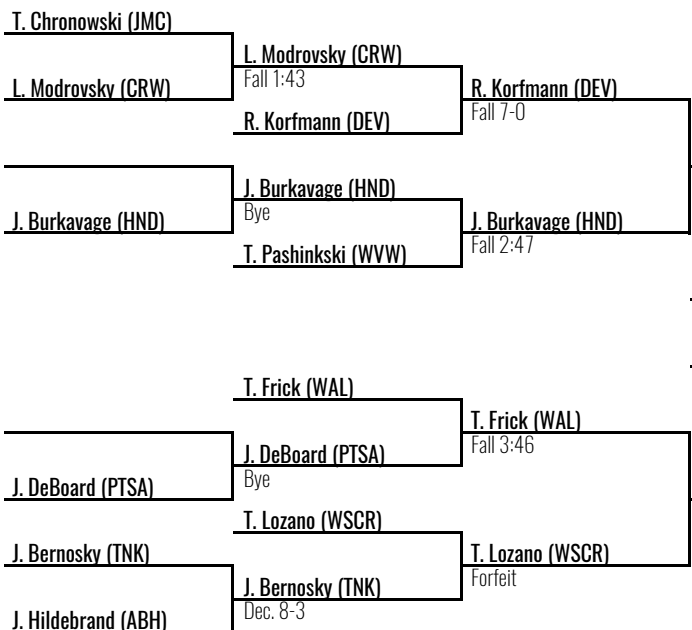 T. Chronowski (JMC)
L. Modrovsky (CRW)
L. Modrovsky (CRW)
Fall 1:43
R. Korfmann (DEV)
R. Korfmann (DEV)
Fall 7-0
J. Burkavage (HND)
J. Burkavage (HND)
Bye
T. Pashinkski (WVW)
J. Burkavage (HND)
Fall 2:47
T. Frick (WAL)
J. DeBoard (PTSA)
J. DeBoard (PTSA)
Bye
T. Frick (WAL)
Fall 3:46
T. Lozano (WSCR)
J. Bernosky (TNK)
J. Hildebrand (ABH)
J. Bernosky (TNK)
Dec. 8-3
T. Lozano (WSCR)
Forfeit